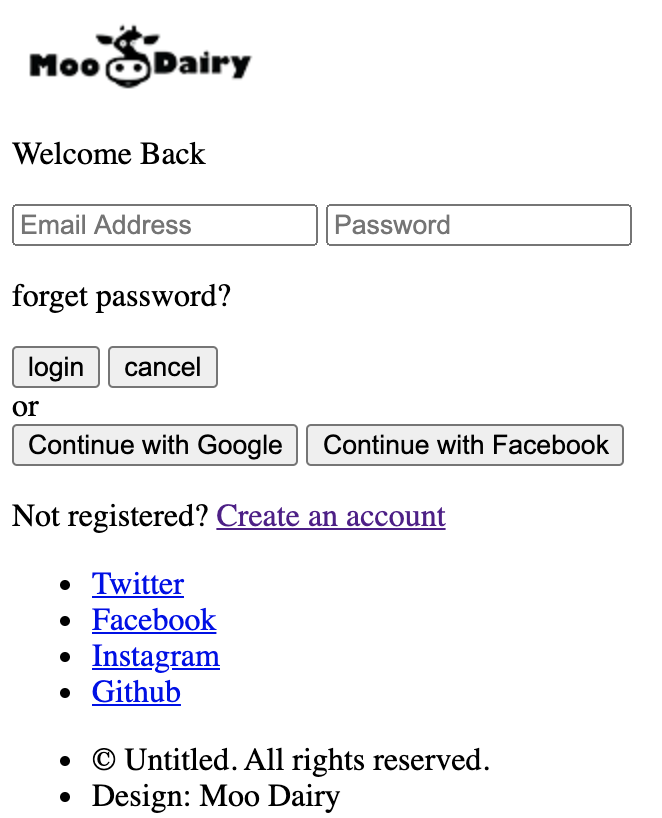 Moo Dairy
Welcome Back
Email Address Password
forget password?
login cancel
or
Continue with Google Continue with Facebook
Not registered? Create an account
Twitter
Facebook
Instagram
Github
© Untitled. All rights reserved.
Design: Moo Dairy